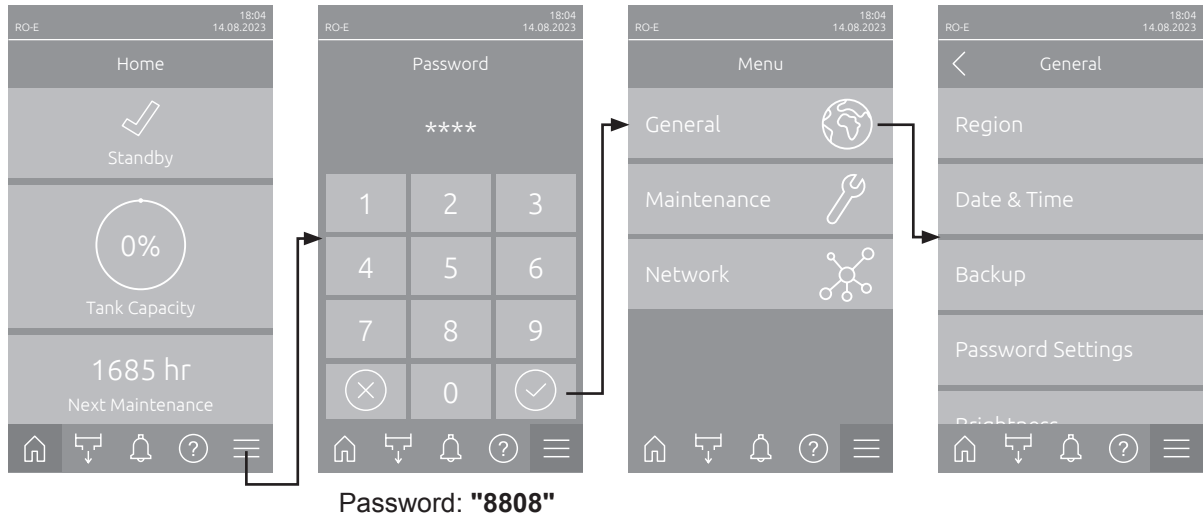 18:04
RO-E 14.08.2023
Home
Standby
0%
Tank Capacity
1685 hr
Next Maintenance
?
18:04
RO-E 14.08.2023
Password
****
1 2 3
4 5 6
7 8 9
0
?
Password: "8808"
18:04
RO-E 14.08.2023
Menu
General
Maintenance
Network
?
18:04
RO-E 14.08.2023
General
Region
Date & Time
Backup
Password Settings
Brightness
?